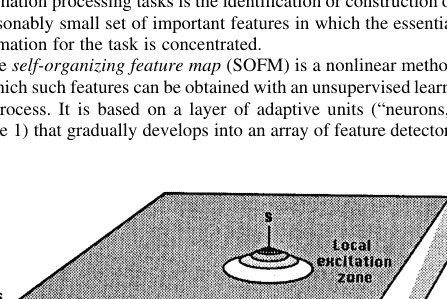 mation processing tasks is the identification or construction o
sonably small set of important features in which the essentia
mation for the task is concentrated.
e self-organizing feature map (SOFM) is a nonlinear metho
hich such features can be obtained with an unsupervised learn
rocess. It is based on a layer of adaptive units (“neurons,
e 1) that gradually develops into an array of feature detector
s
Local
excitation
zone
s